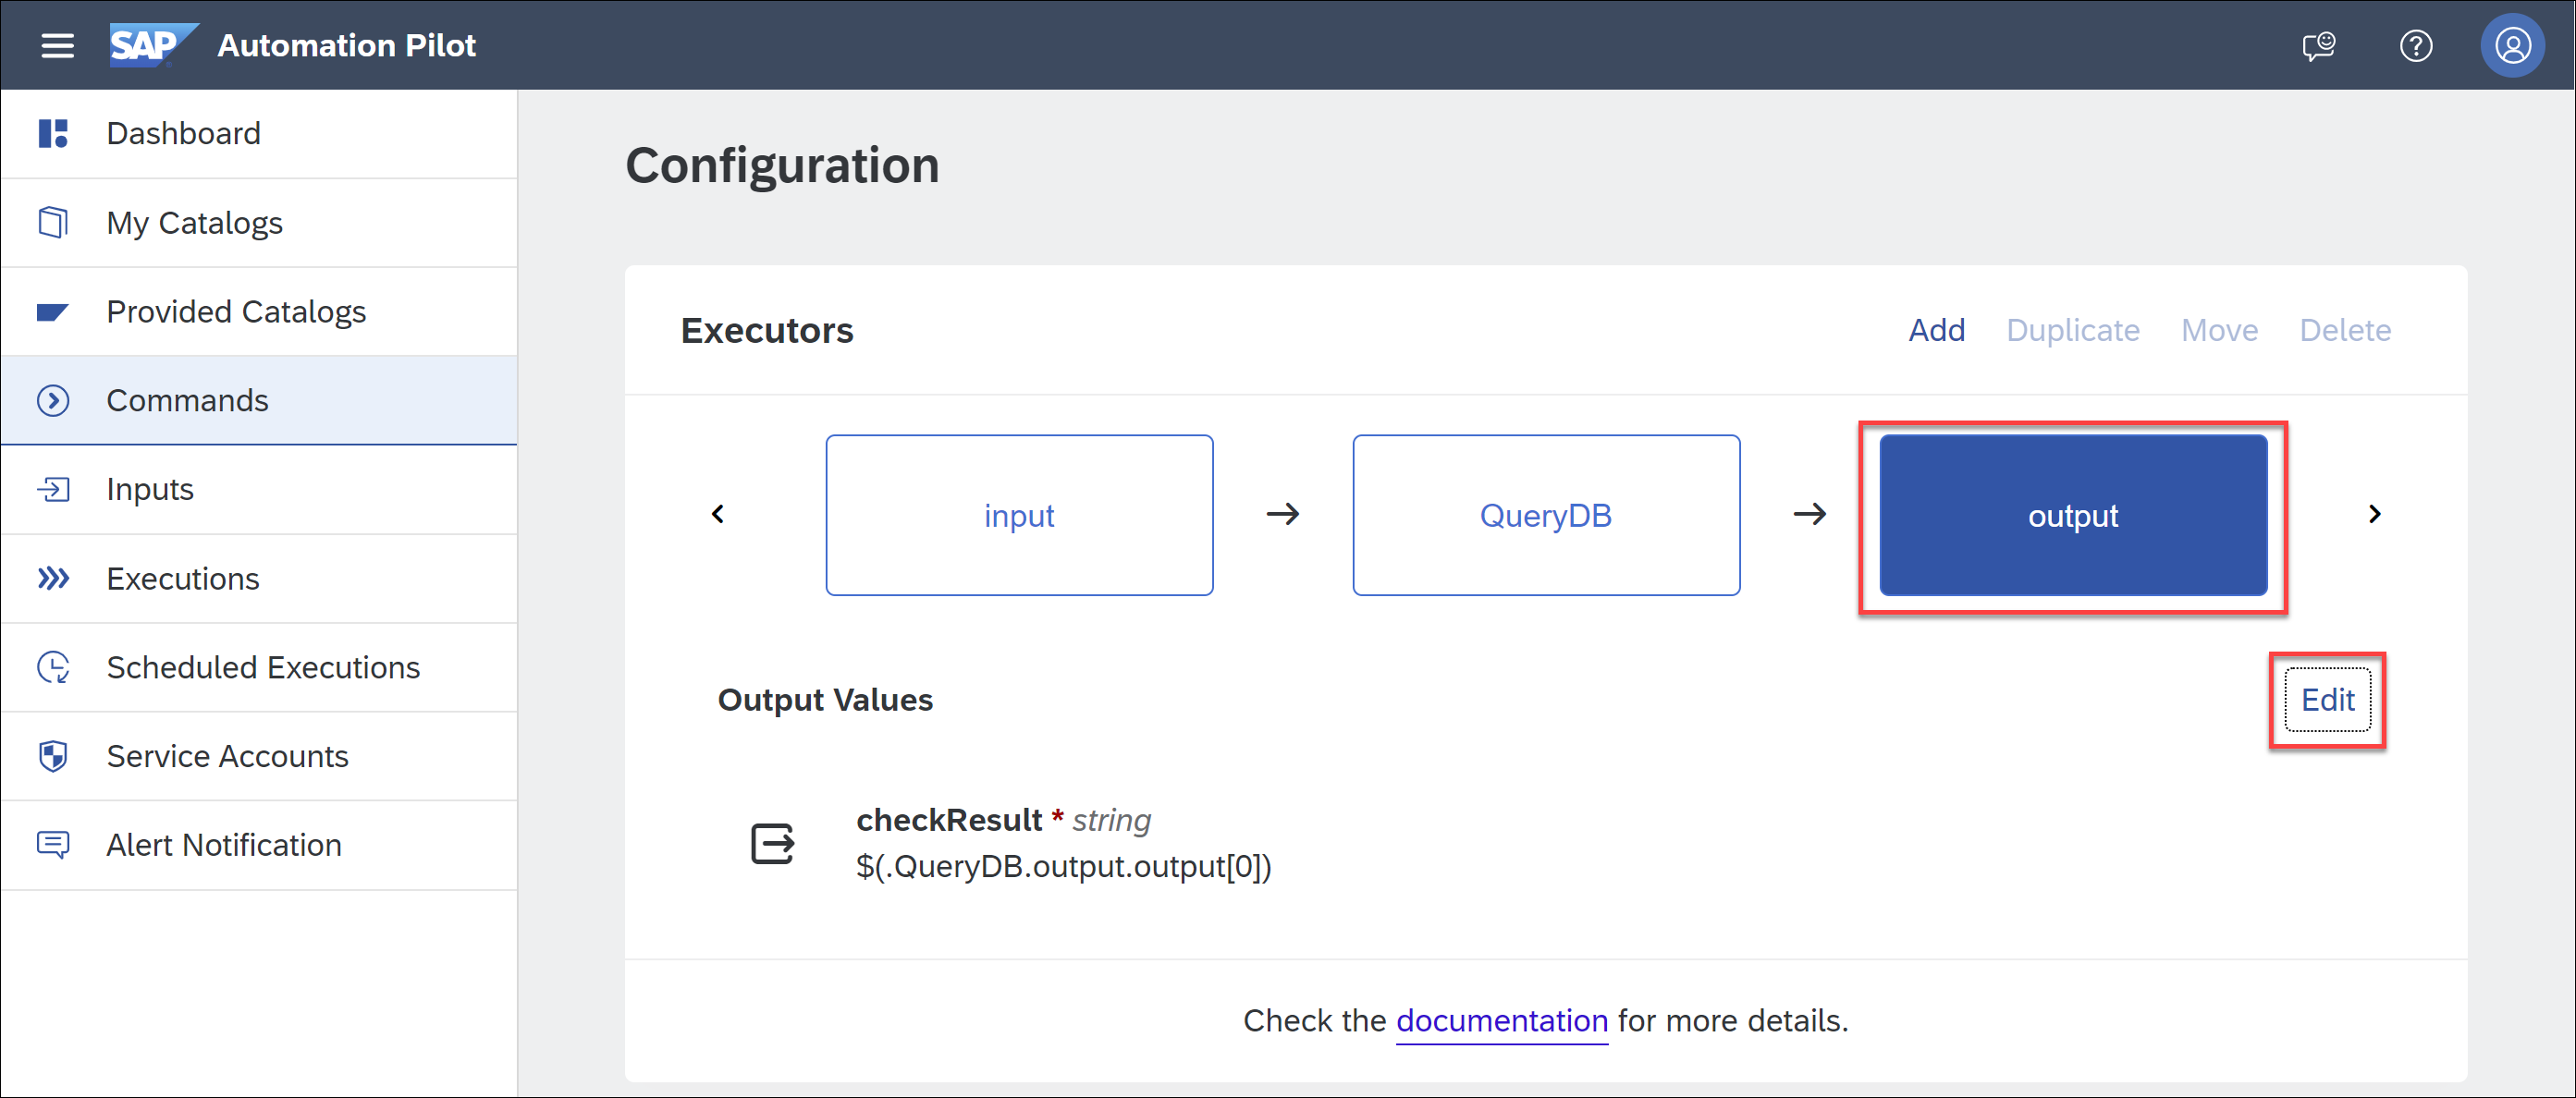 SAP Automation Pilot
Dashboard
My Catalogs
Provided Catalogs
Commands
Inputs
Executions
Scheduled Executions
Service Accounts
Alert Notification
Configuration
Executors
Add Duplicate Move Delete
input QueryDB output
Output Values Edit
checkResult * string
$(.QueryDB.output.output[0])
Check the documentation for more details.